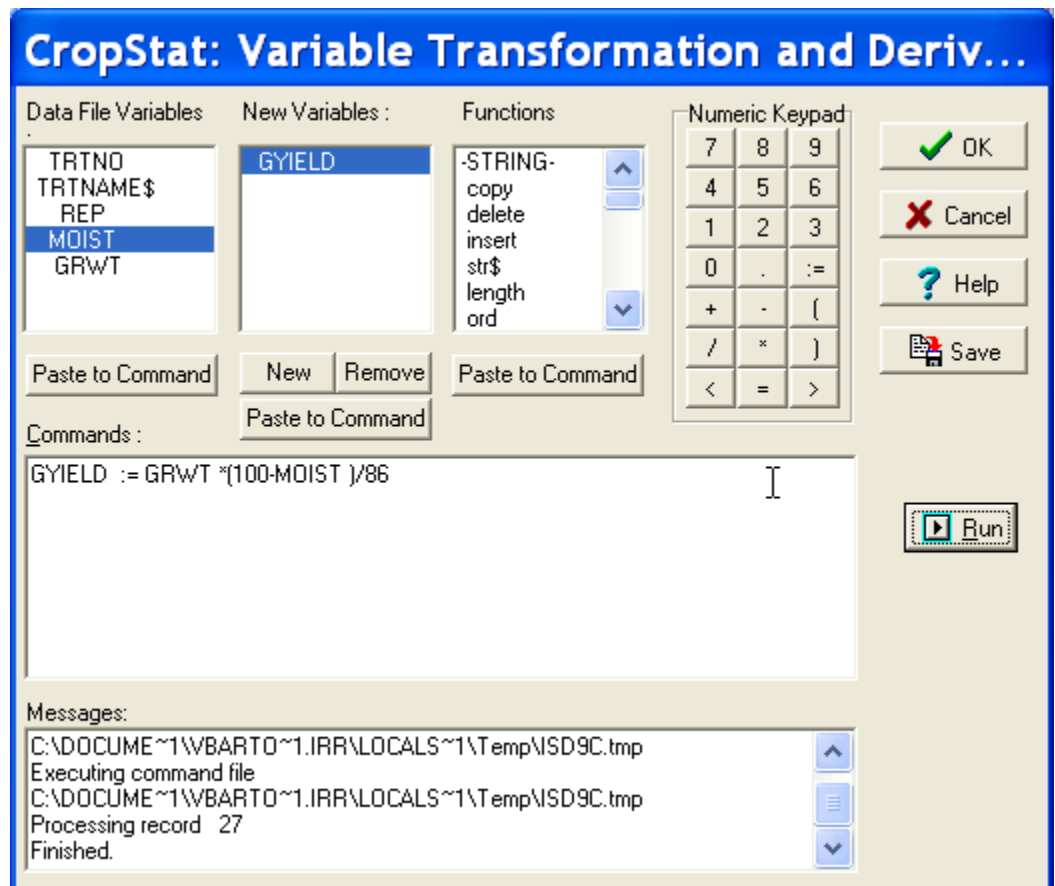 CropStat: Variable Transformation and Deriv...
Data File Variables
:
TRTNO
TRTNAME$
REP
MOIST
GRWT
Paste to Command
New Variables :
GYIELD
New Remove
Paste to Command
Functions
-STRING-
copy
delete
insert
str$
length
ord
Paste to Command
Numeric Keypad
7 8 9
4 5 6
1 2 3
0 . :=
+ - (
/ * )
< = >
OK
Cancel
? Help
Save
Commands :
GYIELD := GRWT *(100-MOIST )/86
Run
Messages:
C:\DOCUME~1\VBARTO~1.IRR\LOCALS~1\Temp\ISD9C.tmp
Executing command file
C:\DOCUME~1\VBARTO~1.IRR\LOCALS~1\Temp\ISD9C.tmp
Processing record 27
Finished.